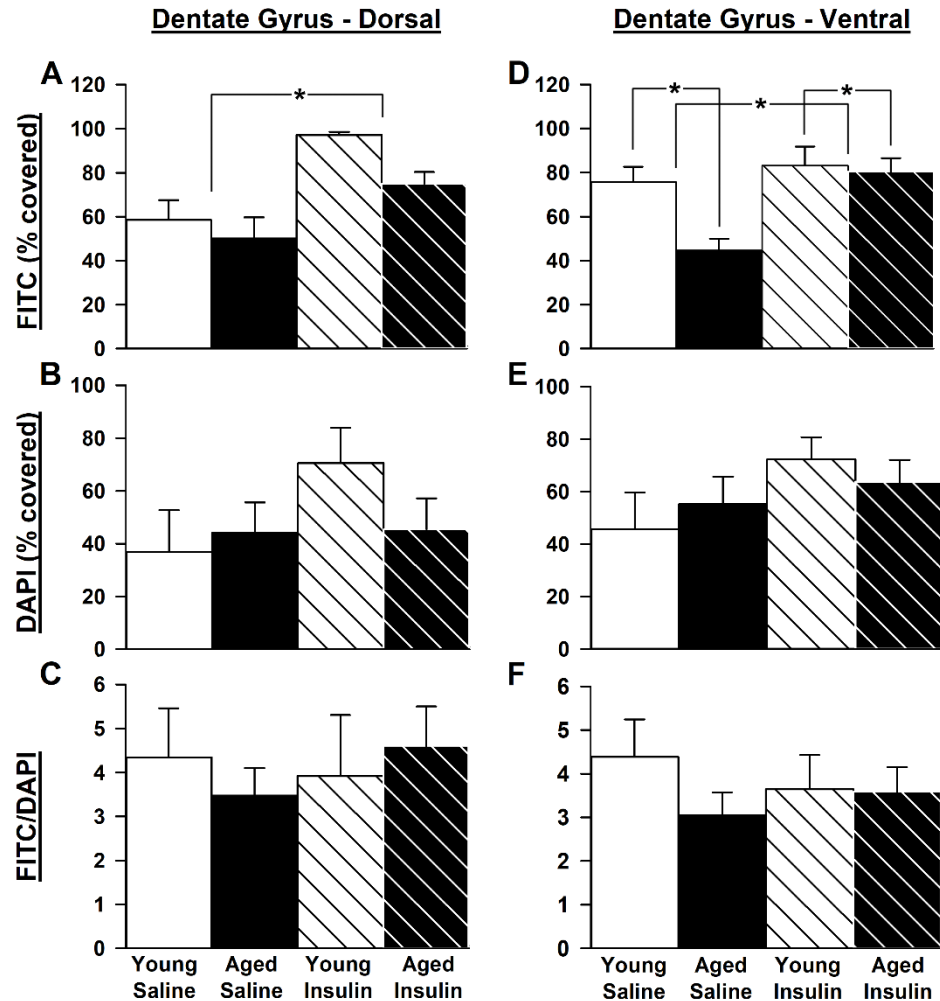 Dentate Gyrus - Dorsal
A
FITC (% covered)
120
100
80
60
40
20
0
*
B
DAPI (% covered)
100
80
60
40
20
0
C
FITC/DAPI
6
5
4
3
2
1
0
Young Saline
Aged Saline
Young Insulin
Aged Insulin
Dentate Gyrus - Ventral
D
120
100
80
60
40
20
0
*
*
*
E
100
80
60
40
20
0
F
6
5
4
3
2
1
0
Young Saline
Aged Saline
Young Insulin
Aged Insulin